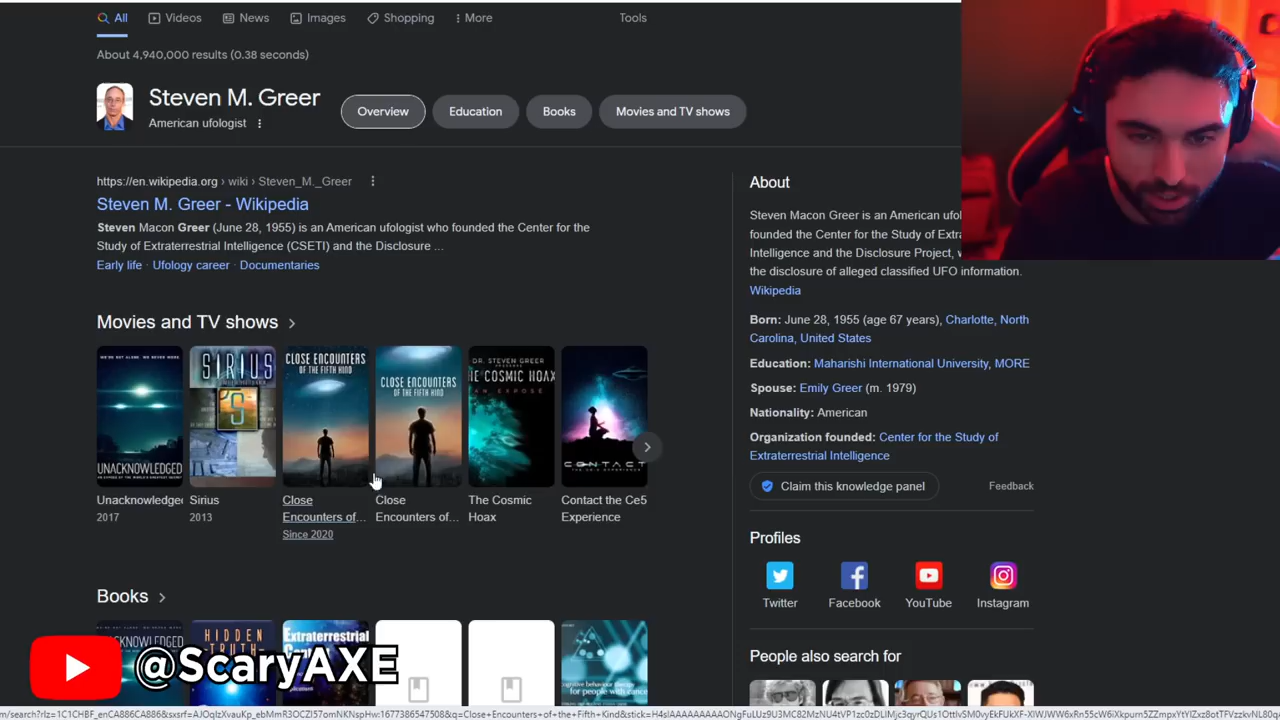 All
Videos
News
Images
Shopping
More
Tools
About 4,940,000 results (0.38 seconds)
Steven M. Greer
American ufologist
Overview
Education
Books
Movies and TV shows
https://en.wikipedia.org › wiki › Steven_M._Greer
Steven M. Greer - Wikipedia
Steven Macon Greer (June 28, 1955) is an American ufologist who founded the Center for the
Study of Extraterrestrial Intelligence (CSETI) and the Disclosure ...
Early life · Ufology career · Documentaries
Movies and TV shows
UNACKNOWLEDGED
SIRIUS
CLOSE ENCOUNTERS
OF THE FIFTH KIND
CLOSE ENCOUNTERS
OF THE FIFTH KIND
DR. STEVEN GREER
THE COSMIC HOAX
AN EXPOSÉ
CONTACT
Unacknowledged
2017
Sirius
2013
Close
Encounters of...
Since 2020
Close
Encounters of...
The Cosmic
Hoax
Contact the Ce5
Experience
Books
HIDDEN
TRUTH
Extraterrestrial
@ScaryAXE
About
Steven Macon Greer is an American ufol
founded the Center for the Study of Extra
Intelligence and the Disclosure Project, w
the disclosure of alleged classified UFO information.
Wikipedia
Born: June 28, 1955 (age 67 years), Charlotte, North
Carolina, United States
Education: Maharishi International University, MORE
Spouse: Emily Greer (m. 1979)
Nationality: American
Organization founded: Center for the Study of
Extraterrestrial Intelligence
Claim this knowledge panel
Feedback
Profiles
Twitter
Facebook
YouTube
Instagram
People also search for